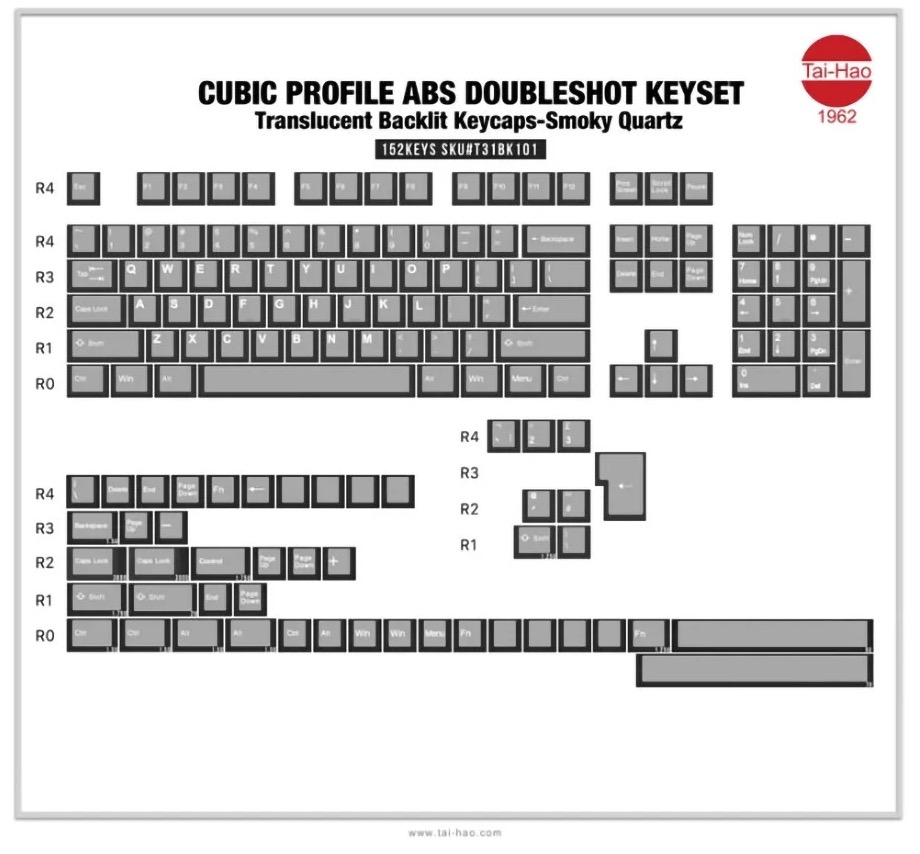 Tai-Hao
1962
CUBIC PROFILE ABS DOUBLESHOT KEYSET
Translucent Backlit Keycaps-Smoky Quartz
152KEYS SKU#T31BK101
R4 Esc F1 F2 F3 F4 F5 F6 F7 F8 F9 F10 F11 F12 Scroll Lock Pause
R4 1 2 3 4 5 6 7 8 9 0 ←Backspace Insert Home Page Up Num Lock / * −
R3 Tab Q W E R T Y U I O P Delete End Page Down 7 Home 8 ↑ 9 PgUp +
R2 Caps Lock A S D F G H J K L ←Enter 4 ← 5 6 →
R1 Shift Z X C V B N M Shift ↑ 1 End 2 ↓ 3 PgDn Enter
R0 Ctrl Win Alt Alt Win Menu Ctrl ← ↓ → 0 Ins . Del
R4 2 £ 3
R3 ←
R2 @ ' ~ #
R1 Shift
R4 \ Delete End Page Down Fn ←
R3 Backspace Page Up −
R2 Caps Lock Caps Lock Control Page Up Page Down +
R1 Shift Shift End Page Down
R0 Ctrl Ctrl Alt Alt Ctrl Alt Win Win Menu Fn Fn
www.tai-hao.com